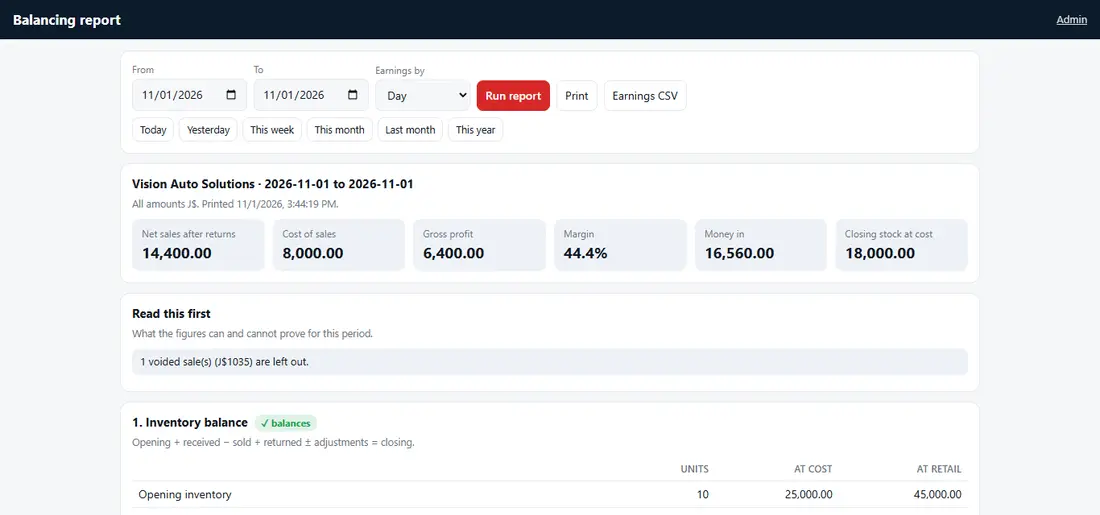 Balancing report
Admin
From To Earnings by
11/01/2026 11/01/2026 Day Run report Print Earnings CSV
Today Yesterday This week This month Last month This year
Vision Auto Solutions · 2026-11-01 to 2026-11-01
All amounts J$. Printed 11/1/2026, 3:44:19 PM.
Net sales after returns Cost of sales Gross profit Margin Money in Closing stock at cost
14,400.00 8,000.00 6,400.00 44.4% 16,560.00 18,000.00
Read this first
What the figures can and cannot prove for this period.
1 voided sale(s) (J$1035) are left out.
1. Inventory balance ✓ balances
Opening + received − sold + returned ± adjustments = closing.
UNITS AT COST AT RETAIL
Opening inventory 10 25,000.00 45,000.00